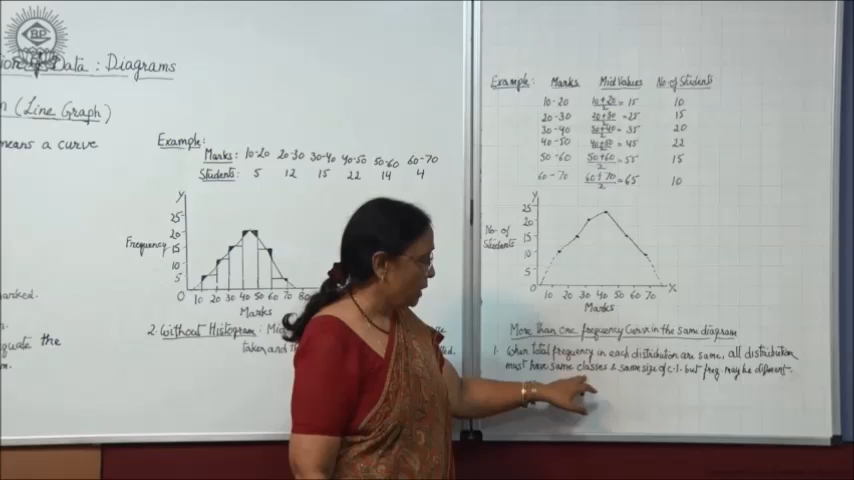 BP
Data : Diagrams
(Line Graph)
means a curve
Example:
Marks: 10-20 20-30 30-40 40-50 50-60 60-70
Students: 5 12 15 22 14 4
Y
25
20
15
10
5
Frequency
0 10 20 30 40 50 60 70 80
Marks
2. Without Histogram:
taken and
quate the
Example: Marks Mid Values No. of Students
10-20 10+20/2 = 15 10
20-30 20+30/2 = 25 15
30-40 30+40/2 = 35 20
40-50 40+50/2 = 45 22
50-60 50+60/2 = 55 15
60-70 60+70/2 = 65 10
Y
25
20
15
10
5
No. of
Students
0 10 20 30 40 50 60 70 X
Marks
More than one frequency Curve in the same diagram
1. When total frequency in each distribution are same, all distribution
must have same classes & same size of c.I. but freq. may be different.